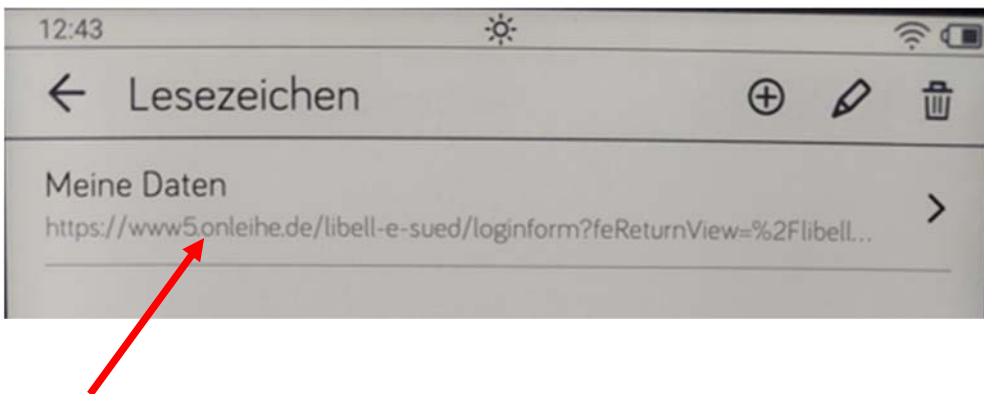 12:43
Lesezeichen
Meine Daten
https://www5.onleihe.de/libell-e-sued/loginform?feReturnView=%2Flibell...